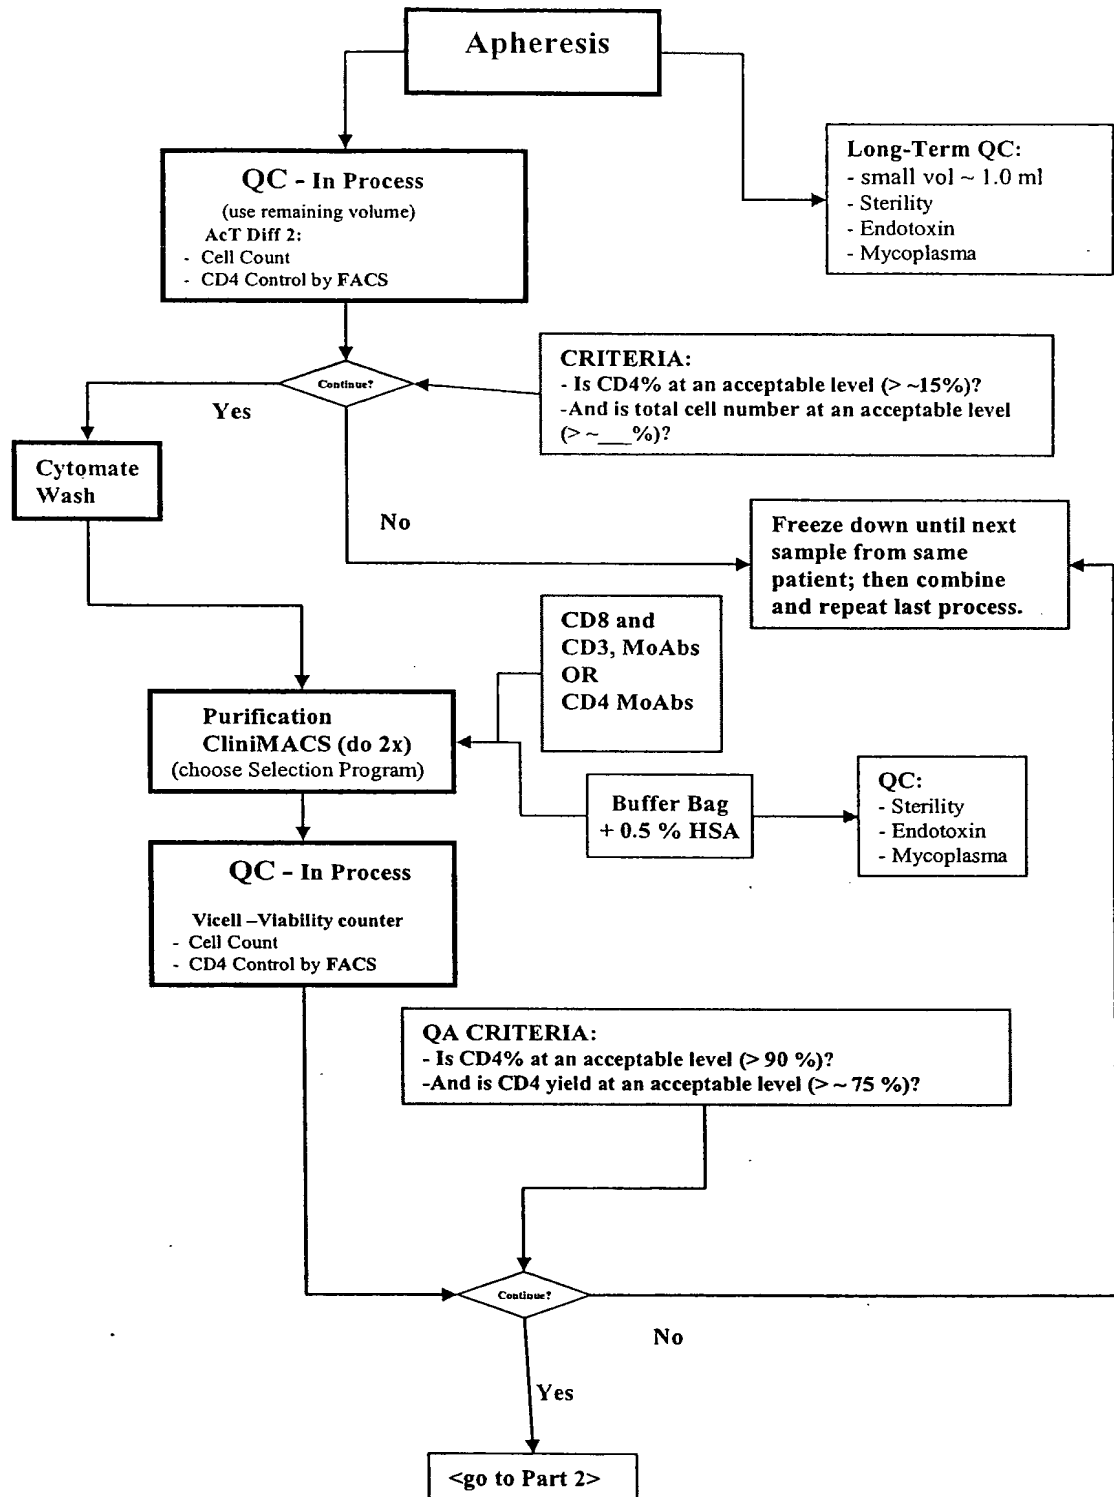 Apheresis
Long-Term QC:
- small vol ~ 1.0 ml
- Sterility
- Endotoxin
- Mycoplasma
QC - In Process
(use remaining volume)
AcT Diff 2:
- Cell Count
- CD4 Control by FACS
Continue?
CRITERIA:
- Is CD4% at an acceptable level (> ~15%)?
-And is total cell number at an acceptable level
(> ~___%)?
Yes
Cytomate
Wash
No
Freeze down until next
sample from same
patient; then combine
and repeat last process.
CD8 and
CD3, MoAbs
OR
CD4 MoAbs
Purification
CliniMACS (do 2x)
(choose Selection Program)
Buffer Bag
+ 0.5 % HSA
QC:
- Sterility
- Endotoxin
- Mycoplasma
QC - In Process
Vicell –Viability counter
- Cell Count
- CD4 Control by FACS
QA CRITERIA:
- Is CD4% at an acceptable level (> 90 %)?
-And is CD4 yield at an acceptable level (> ~ 75 %)?
Continue?
No
Yes
<go to Part 2>